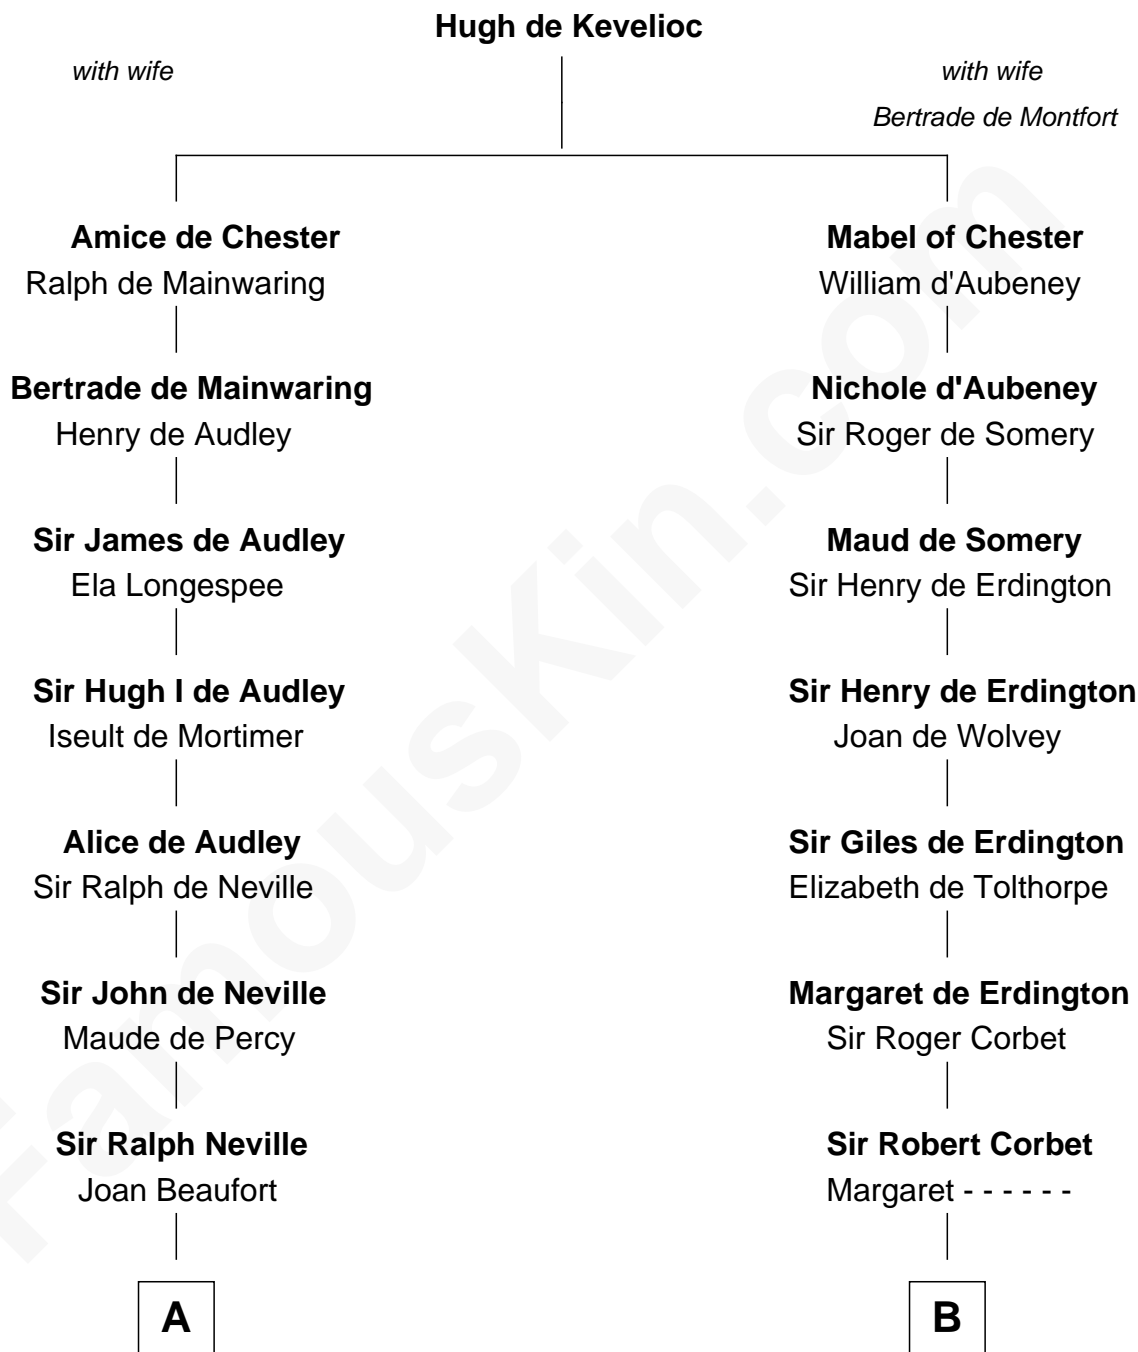 Hugh de Kevelioc
with wife
with wife
Bertrade de Montfort
Amice de Chester
Ralph de Mainwaring
Mabel of Chester
William d'Aubeney
Bertrade de Mainwaring
Henry de Audley
Nichole d'Aubeney
Sir Roger de Somery
Sir James de Audley
Ela Longespee
Maud de Somery
Sir Henry de Erdington
Sir Hugh I de Audley
Iseult de Mortimer
Sir Henry de Erdington
Joan de Wolvey
Alice de Audley
Sir Ralph de Neville
Sir Giles de Erdington
Elizabeth de Tolthorpe
Sir John de Neville
Maude de Percy
Margaret de Erdington
Sir Roger Corbet
Sir Ralph Neville
Joan Beaufort
Sir Robert Corbet
Margaret - - - - - -
A
B
FamousKin.com